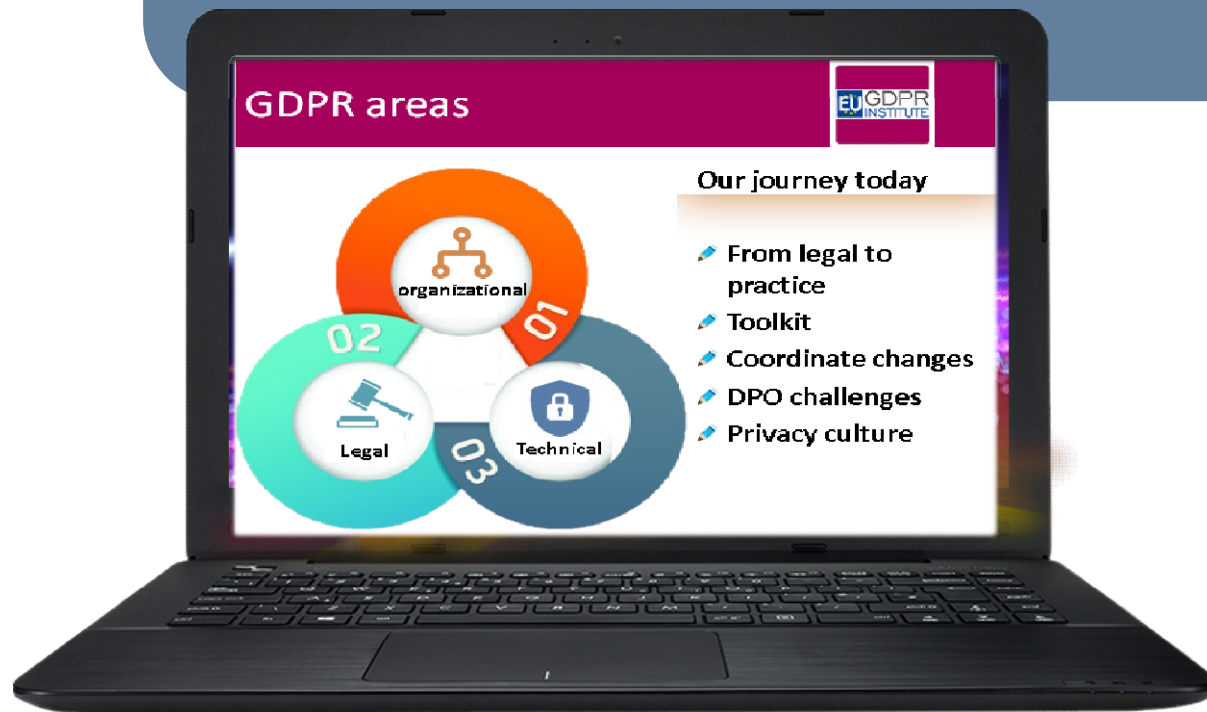 GDPR areas
EU GDPR
INSTITUTE
Our journey today
From legal to
practice
Toolkit
Coordinate changes
DPO challenges
Privacy culture
organizational
01
02
Legal
03
Technical